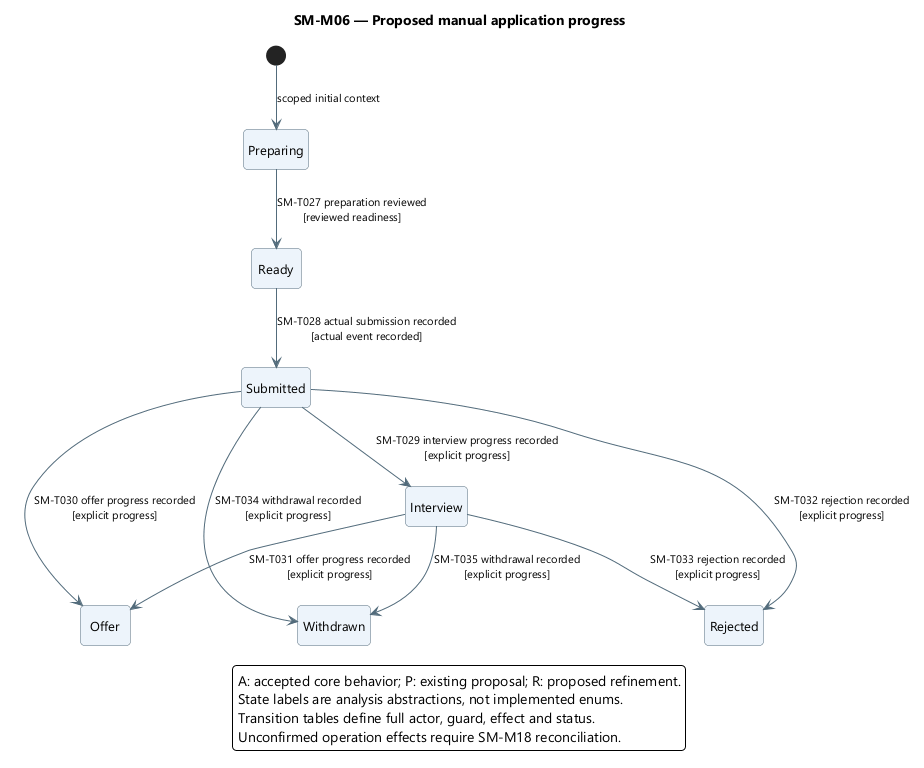 SM-M06 — Proposed manual application progress
scoped initial context
Preparing
SM-T027 preparation reviewed
[reviewed readiness]
Ready
SM-T028 actual submission recorded
[actual event recorded]
Submitted
SM-T029 interview progress recorded
[explicit progress]
SM-T030 offer progress recorded
[explicit progress]
SM-T034 withdrawal recorded
[explicit progress]
Interview
SM-T032 rejection recorded
[explicit progress]
SM-T031 offer progress recorded
[explicit progress]
SM-T035 withdrawal recorded
[explicit progress]
SM-T033 rejection recorded
[explicit progress]
Offer
Withdrawn
Rejected
A: accepted core behavior; P: existing proposal; R: proposed refinement.
State labels are analysis abstractions, not implemented enums.
Transition tables define full actor, guard, effect and status.
Unconfirmed operation effects require SM-M18 reconciliation.